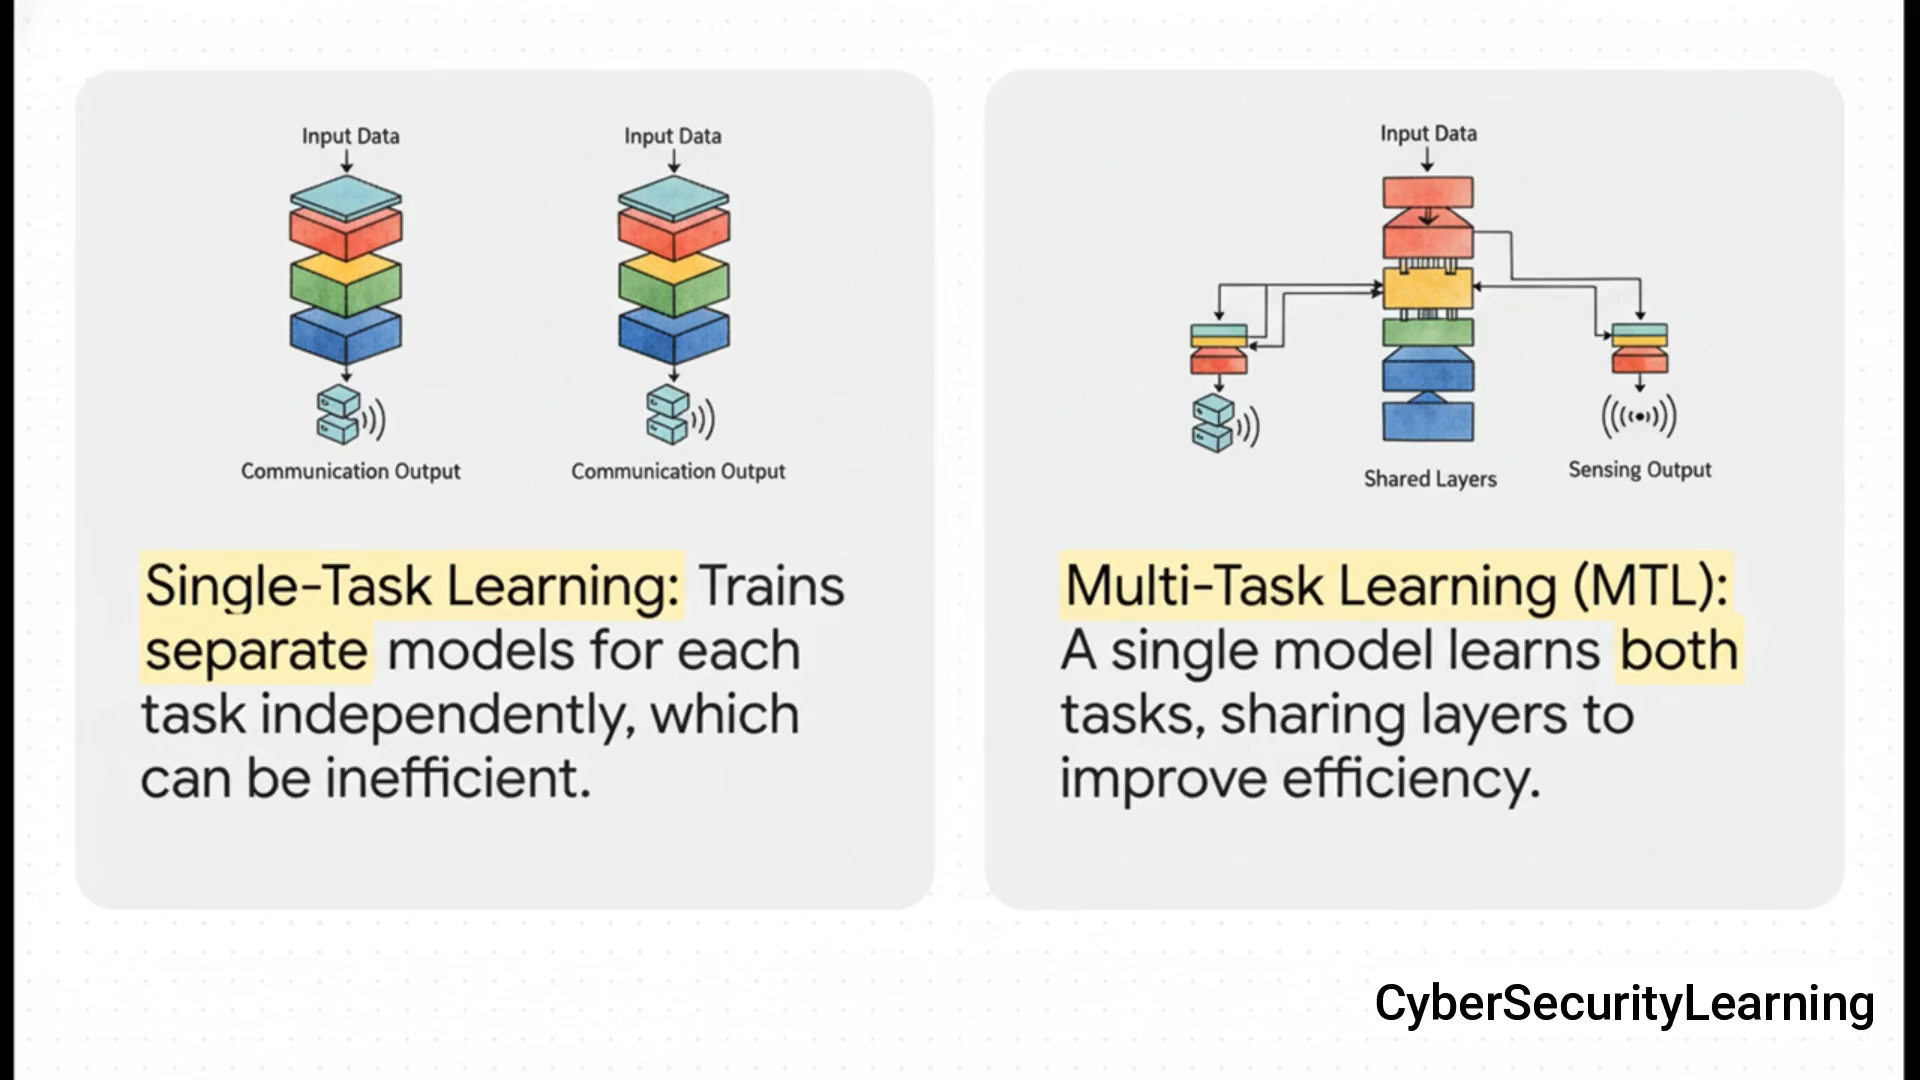 Input Data
Input Data
Communication Output
Communication Output
Single-Task Learning: Trains
separate models for each
task independently, which
can be inefficient.
Input Data
Shared Layers
Sensing Output
Multi-Task Learning (MTL):
A single model learns both
tasks, sharing layers to
improve efficiency.
CyberSecurityLearning